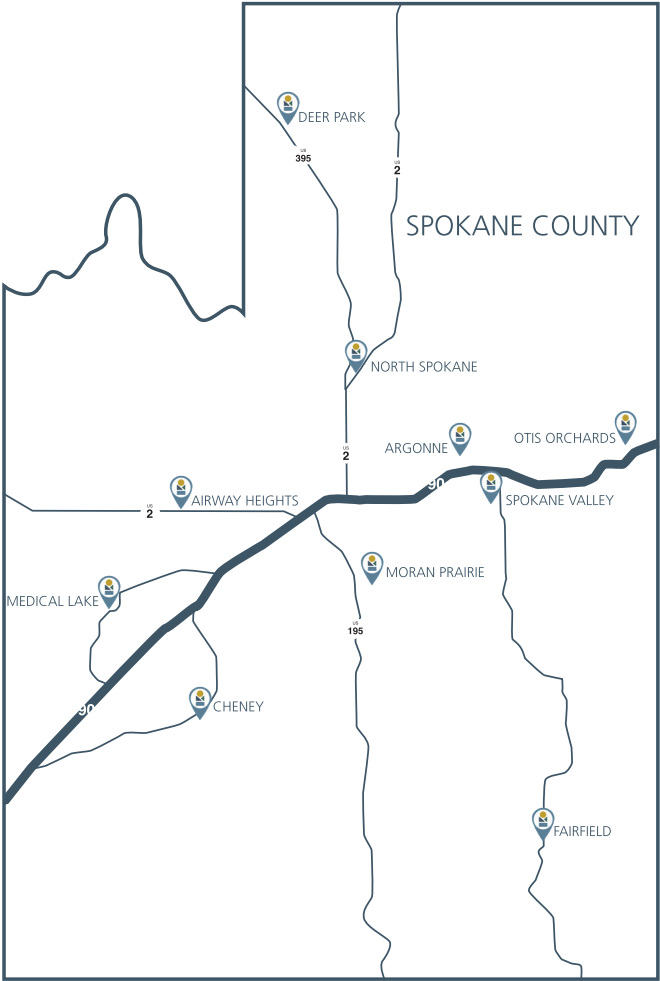 DEER PARK
US
395
US
2
SPOKANE COUNTY
NORTH SPOKANE
OTIS ORCHARDS
ARGONNE
US
2
90
SPOKANE VALLEY
AIRWAY HEIGHTS
US
2
MORAN PRAIRIE
MEDICAL LAKE
US
195
90
CHENEY
FAIRFIELD